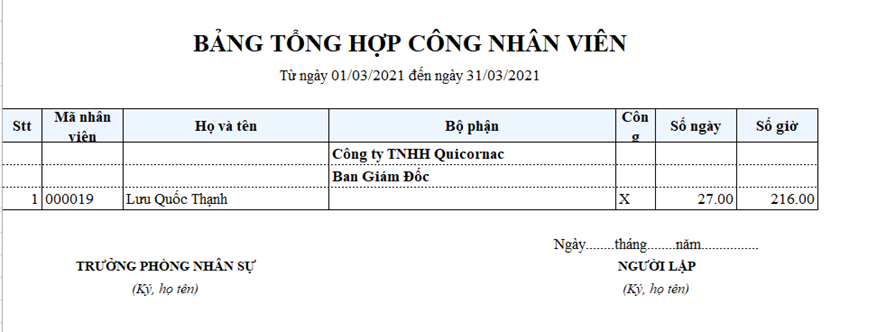 BẢNG TỔNG HỢP CÔNG NHÂN VIÊN
Từ ngày 01/03/2021 đến ngày 31/03/2021
Stt Mã nhân viên Họ và tên Bộ phận Công Số ngày Số giờ
Công ty TNHH Quicornac
Ban Giám Đốc
1 000019 Lưu Quốc Thạnh X 27.00 216.00
Ngày........tháng........năm................
TRƯỞNG PHÒNG NHÂN SỰ NGƯỜI LẬP
(Ký, họ tên) (Ký, họ tên)